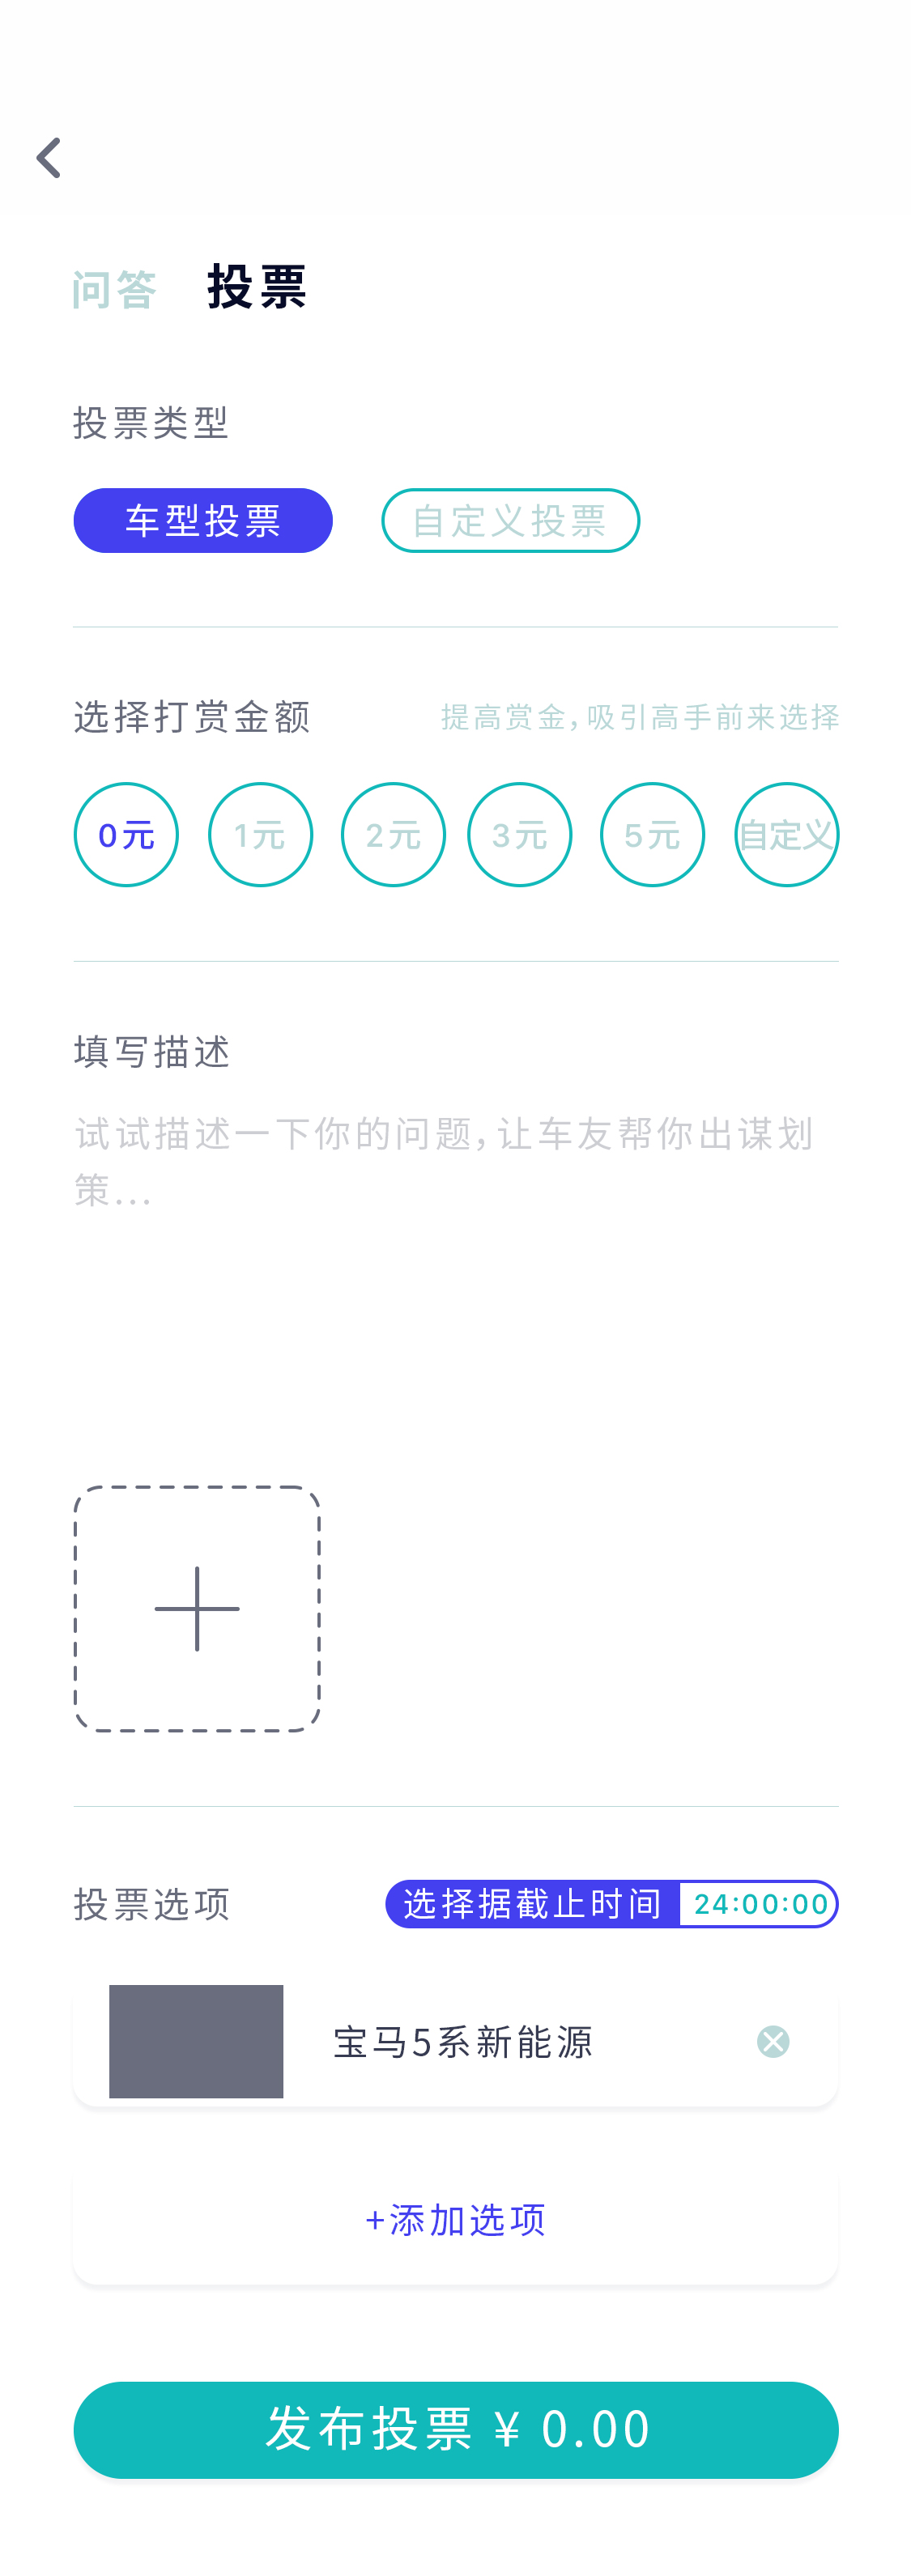 问答 投票
投票类型
车型投票 自定义投票
选择打赏金额 提高赏金，吸引高手前来选择
0元 1元 2元 3元 5元 自定义
填写描述
试试描述一下你的问题，让车友帮你出谋划
策...
投票选项 选择据截止时间 24:00:00
宝马5系新能源
+添加选项
发布投票 ¥ 0.00